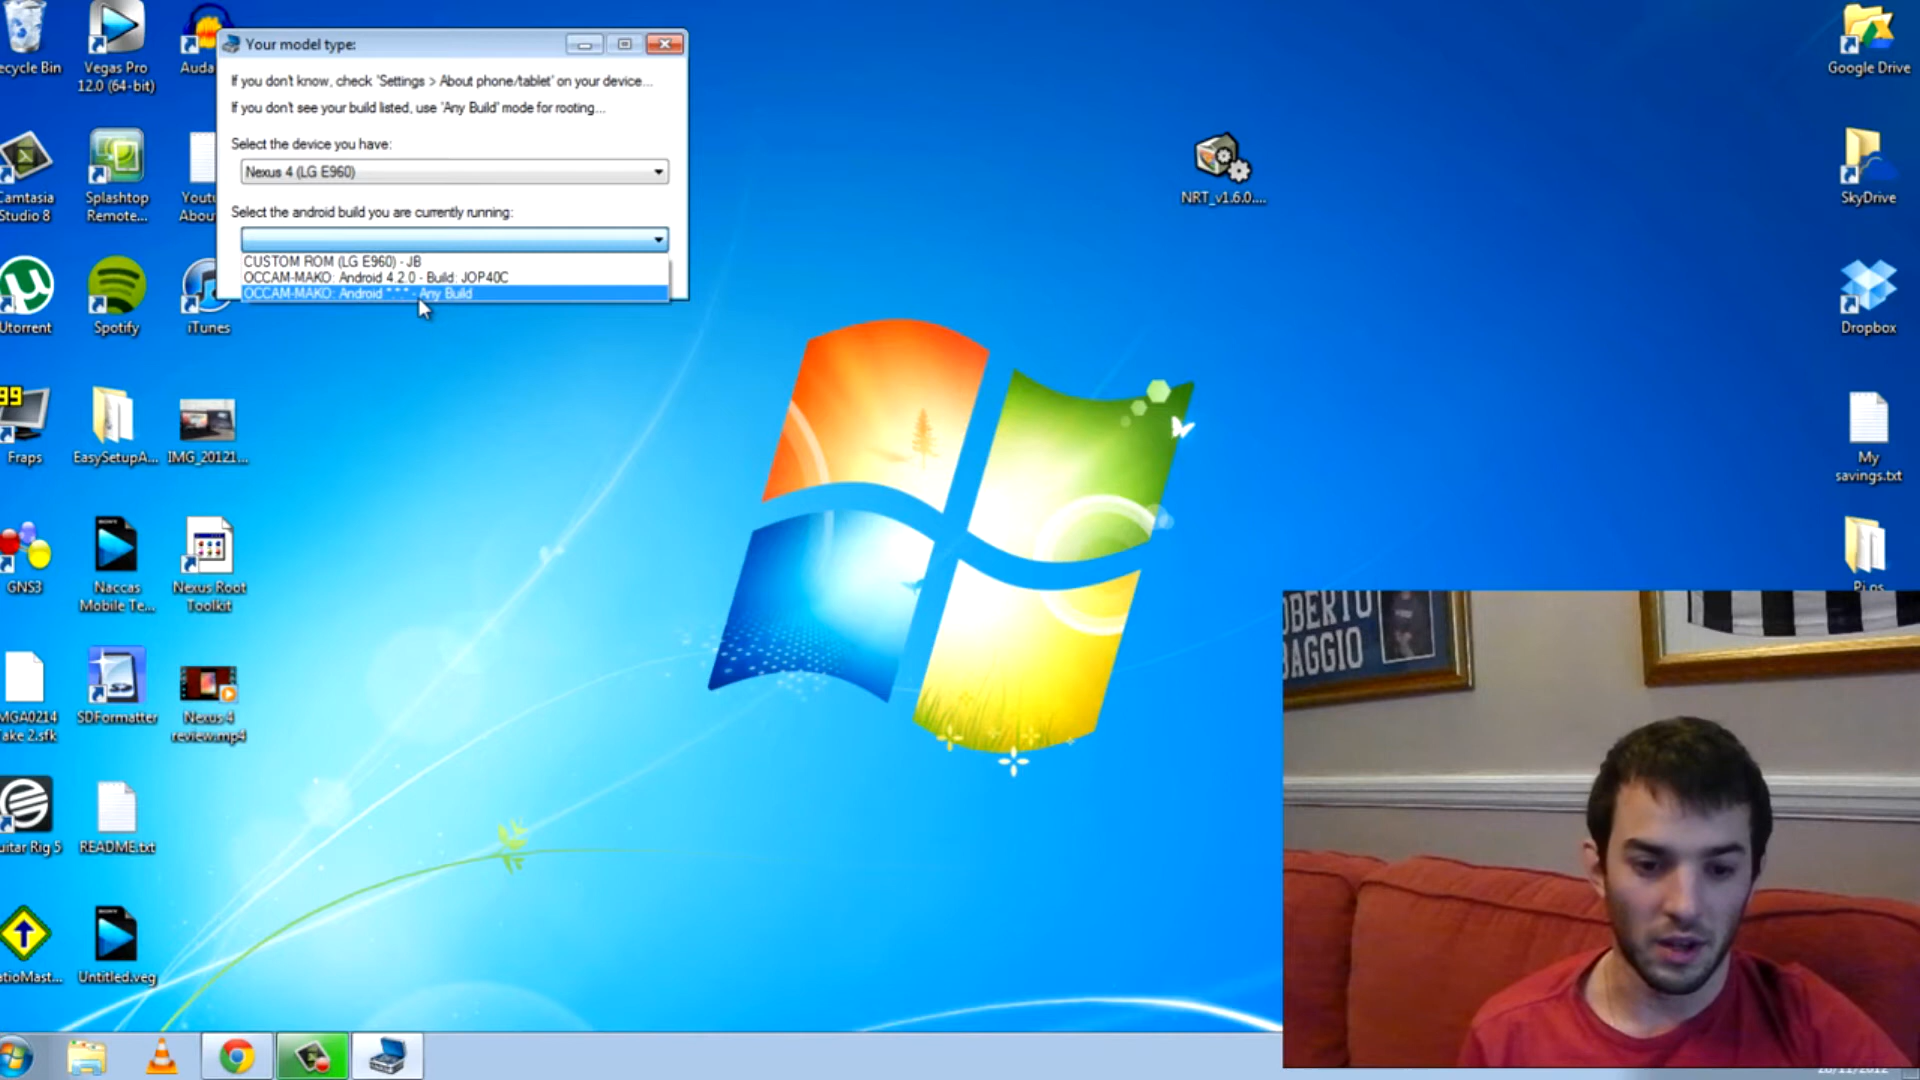 Your model type:
If you don't know, check 'Settings > About phone/tablet' on your device...
If you don't see your build listed, use 'Any Build' mode for rooting...
Select the device you have:
Nexus 4 (LG E960)
Select the android build you are currently running:
CUSTOM ROM (LG E960) - JB
OCCAM-MAKO: Android 4.2.0 - Build: JOP40C
OCCAM-MAKO: Android *.*.* - Any Build
ecycle Bin
Vegas Pro
12.0 (64-bit)
Auda
Camtasia
Studio 8
Splashtop
Remote...
Yout
Abou
Utorrent
Spotify
iTunes
99
Fraps
EasySetupA...
IMG_20121...
GNS3
Naccas
Mobile Te...
Nexus Root
Toolkit
MGA0214
ake 2.sfk
SDFormatter
Nexus 4
review.mp4
uitar Rig 5
README.txt
atioMast...
Untitled.veg
NRT_v1.6.0....
Google Drive
SkyDrive
Dropbox
My
savings.txt
OBERTO
BAGGIO